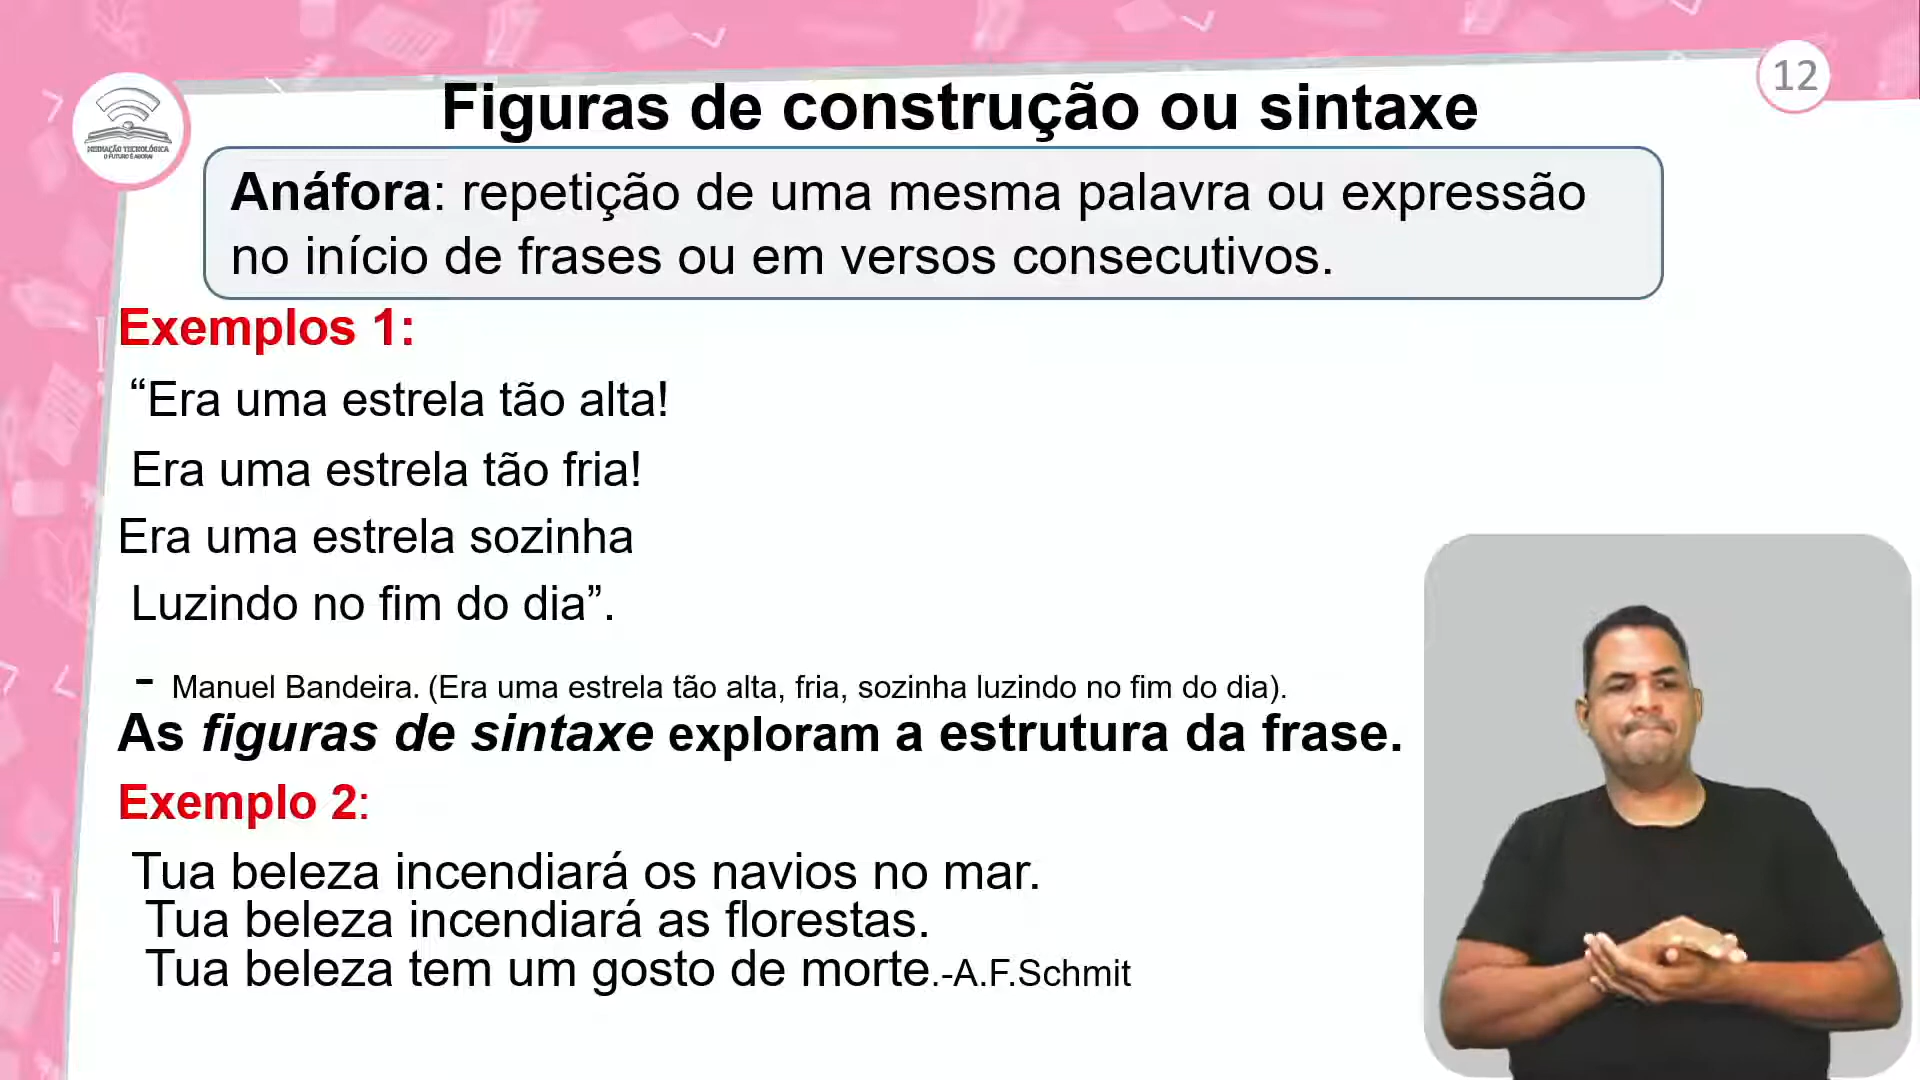 12
MEDIAÇÃO TECNOLÓGICA
O FUTURO É AGORA!
Figuras de construção ou sintaxe
Anáfora: repetição de uma mesma palavra ou expressão
no início de frases ou em versos consecutivos.
Exemplos 1:
“Era uma estrela tão alta!
Era uma estrela tão fria!
Era uma estrela sozinha
Luzindo no fim do dia”.
- Manuel Bandeira. (Era uma estrela tão alta, fria, sozinha luzindo no fim do dia).
As figuras de sintaxe exploram a estrutura da frase.
Exemplo 2:
Tua beleza incendiará os navios no mar.
Tua beleza incendiará as florestas.
Tua beleza tem um gosto de morte.-A.F.Schmit